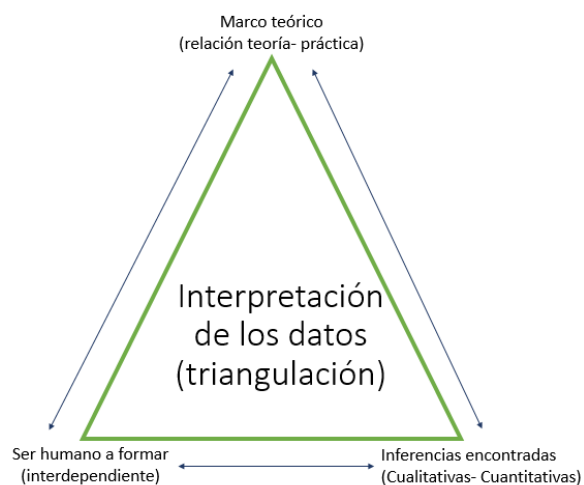 Marco teórico
(relación teoría- práctica)
Interpretación
de los datos
(triangulación)
Ser humano a formar
(interdependiente)
Inferencias encontradas
(Cualitativas- Cuantitativas)